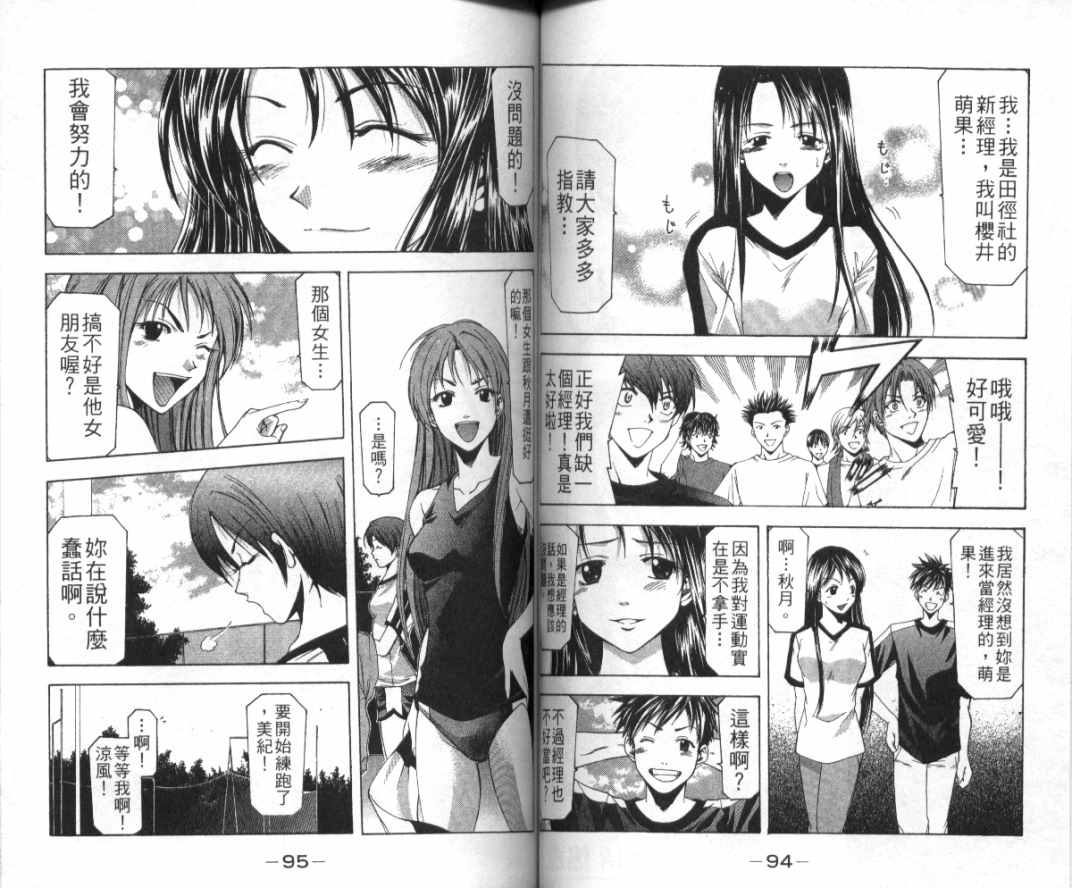 我…我是田徑社的
新經理，我叫櫻井
萌果…
もじ
もじ
請大家多多
指教…
哦哦——！
好可愛！
正好我們缺一
個經理！真是
太好啦！
我居然沒想到妳是
進來當經理的，萌
果！
啊…秋月。
因為我對運動實
在是不拿手…
如果是經理的
話，我想應該
沒問題。
這樣啊？
不過經理也
不好當吧？
—94—
沒問題的！
我會努力的！
那個女生跟秋月還挺好
的嘛！
…是嗎？
那個女生…
搞不好是他女
朋友喔？
妳在說什麼
蠢話啊。
要開始練跑了
，美紀！
…啊！
等等我啊！
涼風！
—95—